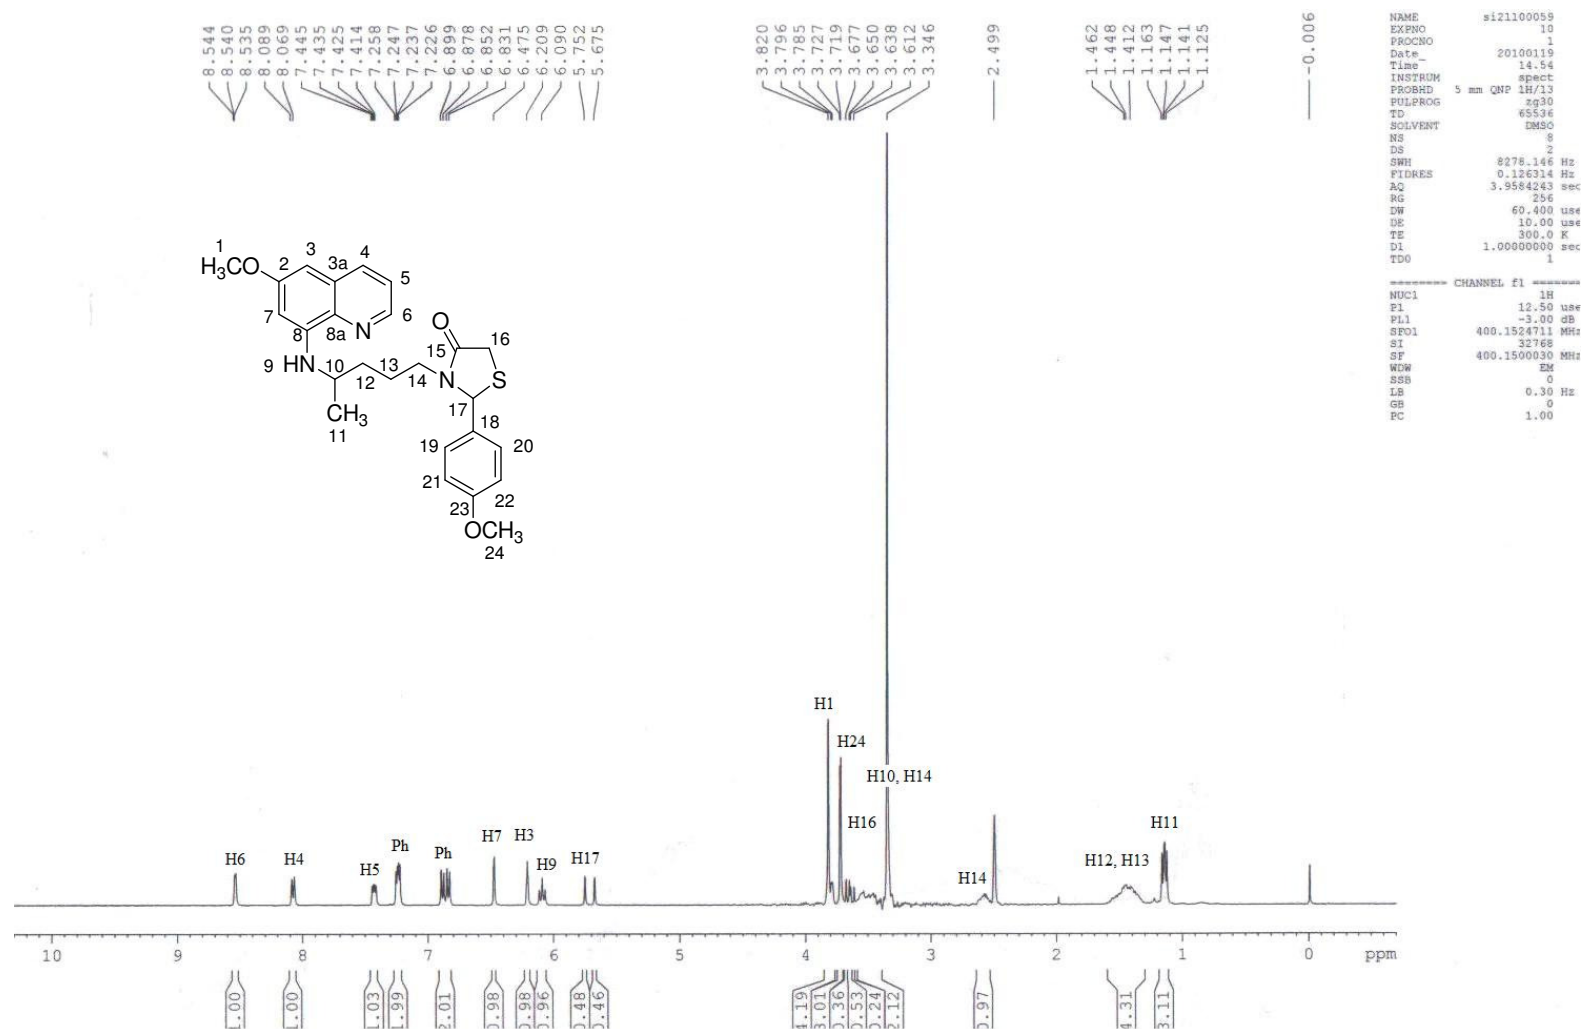 8.544
8.540
8.535
8.089
8.069
7.445
7.435
7.425
7.414
7.258
7.247
7.237
7.226
6.899
6.878
6.852
6.831
6.475
6.209
6.090
5.752
5.675
3.820
3.796
3.785
3.727
3.719
3.677
3.650
3.638
3.612
3.346
2.499
1.462
1.448
1.412
1.163
1.147
1.141
1.125
-0.006
NAME si21100059
EXPNO 10
PROCNO 1
Date_ 20100119
Time 14.54
INSTRUM spect
PROBHD 5 mm QNP 1H/13
PULPROG zg30
TD 65536
SOLVENT DMSO
NS 8
DS 2
SWH 8278.146 Hz
FIDRES 0.126314 Hz
AQ 3.9584243 sec
RG 256
DW 60.400 use
DE 10.00 use
TE 300.0 K
D1 1.00000000 sec
TD0 1
======== CHANNEL f1 ========
NUC1 1H
P1 12.50 use
PL1 -3.00 dB
SFO1 400.1524711 MHz
SI 32768
SF 400.1500030 MHz
WDW EM
SSB 0
LB 0.30 Hz
GB 0
PC 1.00
1 3 4
H3CO 2 3a 5
7 8 8a N 6
O 16
9 HN 10 13 15
12 14 N S
CH3 17 18
11 19 20
21 22
23
OCH3
24
H1
H24
H10, H14
H16
H6 H4 H5 Ph Ph H7 H3 H9 H17 H14 H12, H13 H11
10 9 8 7 6 5 4 3 2 1 0 ppm
1.00 1.00 1.03 1.99 2.01 0.98 0.98 0.96 0.48 0.46 4.19 3.01 0.36 0.53 0.24 2.12 0.97 4.31 3.11